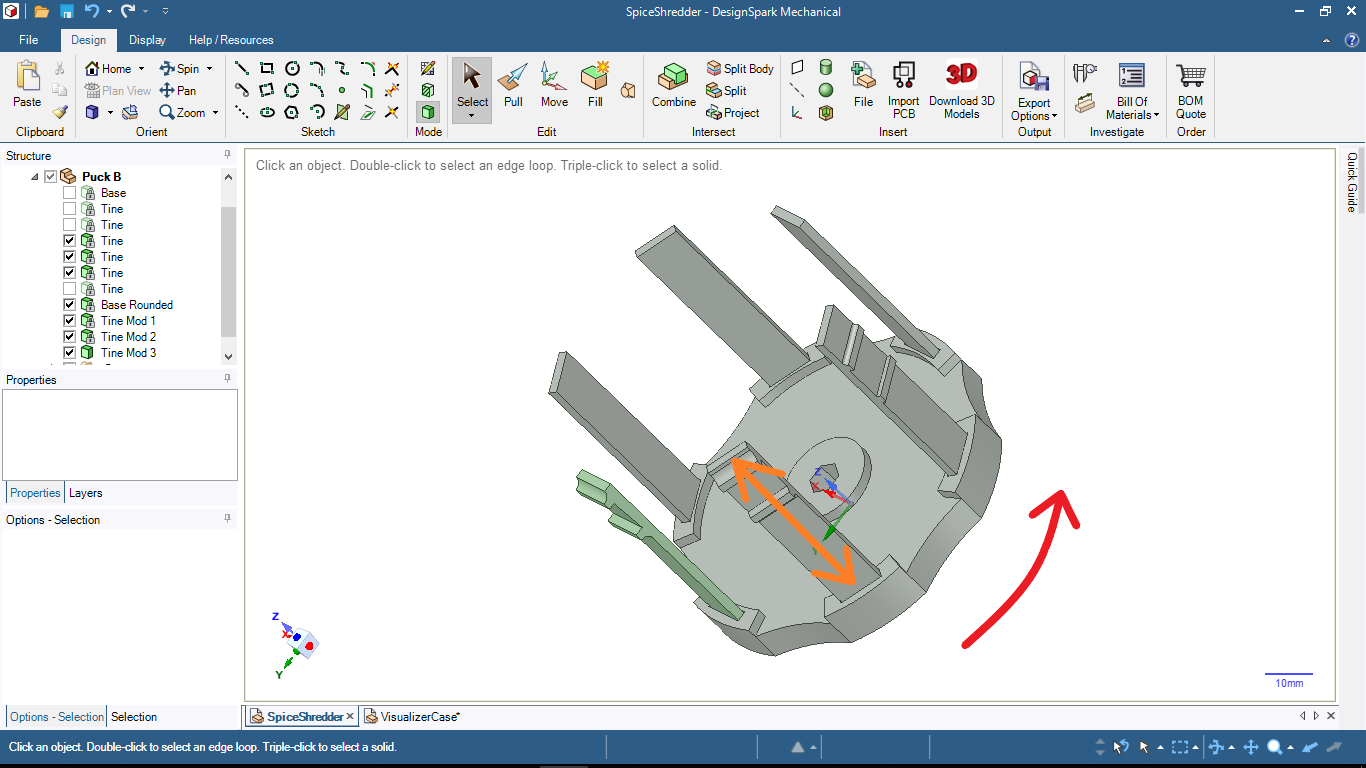 SpiceShredder - DesignSpark Mechanical
File Design Display Help / Resources
Paste
Clipboard
Home Spin
Plan View Pan
Zoom
Orient
Sketch
Mode
Select Pull Move Fill
Edit
Combine
Split Body
Split
Project
Intersect
File
Import PCB
3D
Download 3D Models
Insert
Export Options
Output
Bill Of Materials
Investigate
BOM Quote
Order
Structure
Puck B
Base
Tine
Tine
Tine
Tine
Tine
Tine
Base Rounded
Tine Mod 1
Tine Mod 2
Tine Mod 3
Properties
Properties Layers
Options - Selection
Options - Selection Selection
Click an object. Double-click to select an edge loop. Triple-click to select a solid.
Quick Guide
Z
X
Y
Z
X
Y
10mm
SpiceShredder VisualizerCase*
Click an object. Double-click to select an edge loop. Triple-click to select a solid.